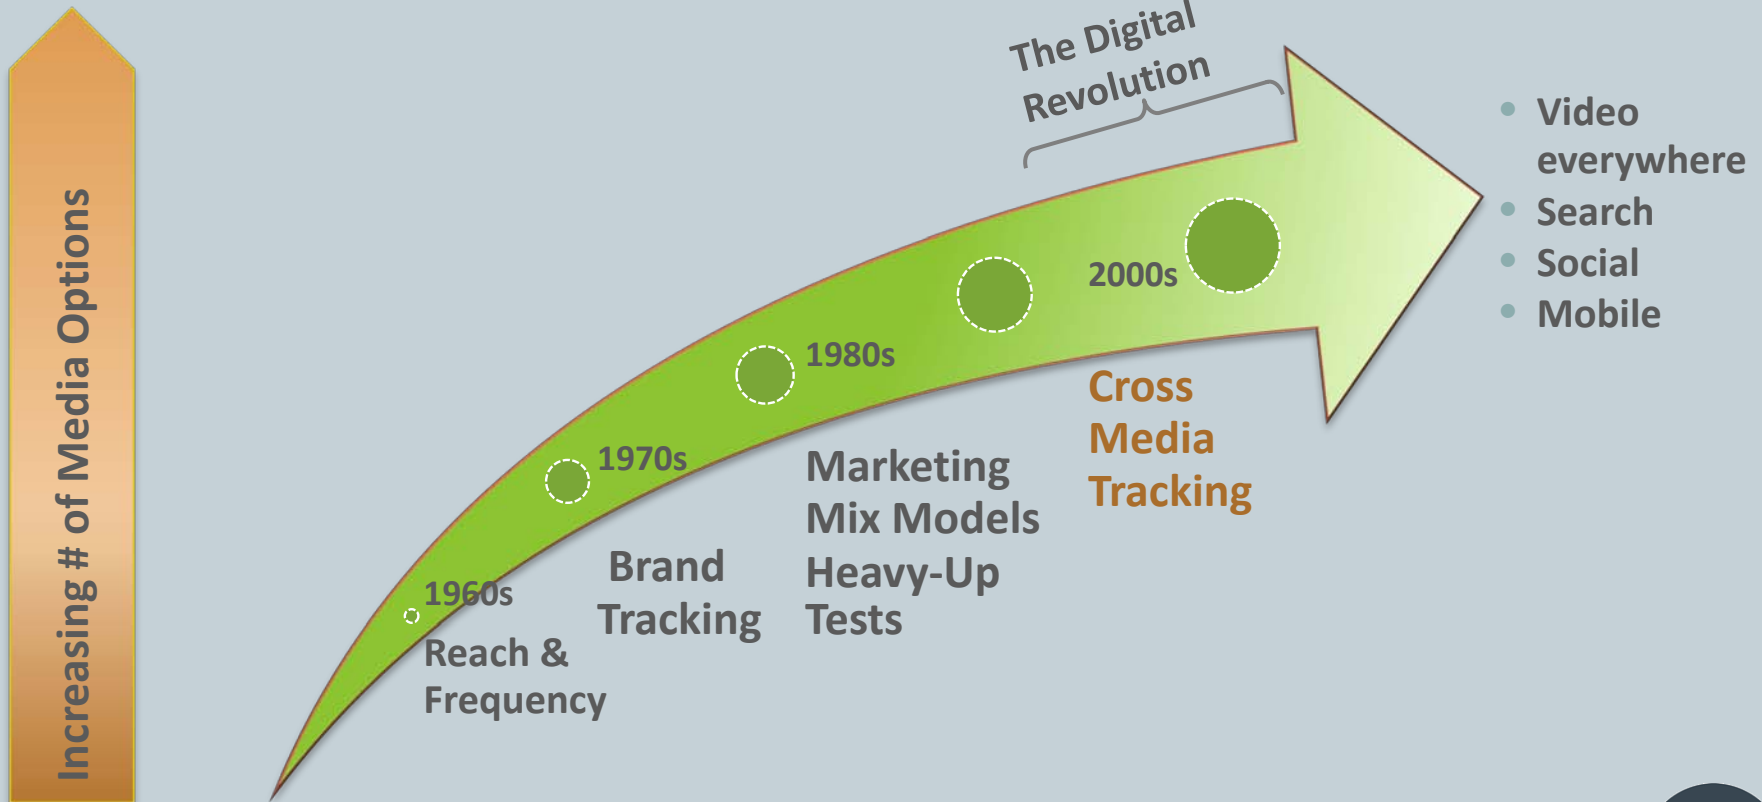 Increasing # of Media Options
The Digital
Revolution
1960s
Reach &
Frequency
1970s
Brand
Tracking
1980s
Marketing
Mix Models
Heavy-Up
Tests
2000s
Cross
Media
Tracking
• Video
everywhere
• Search
• Social
• Mobile